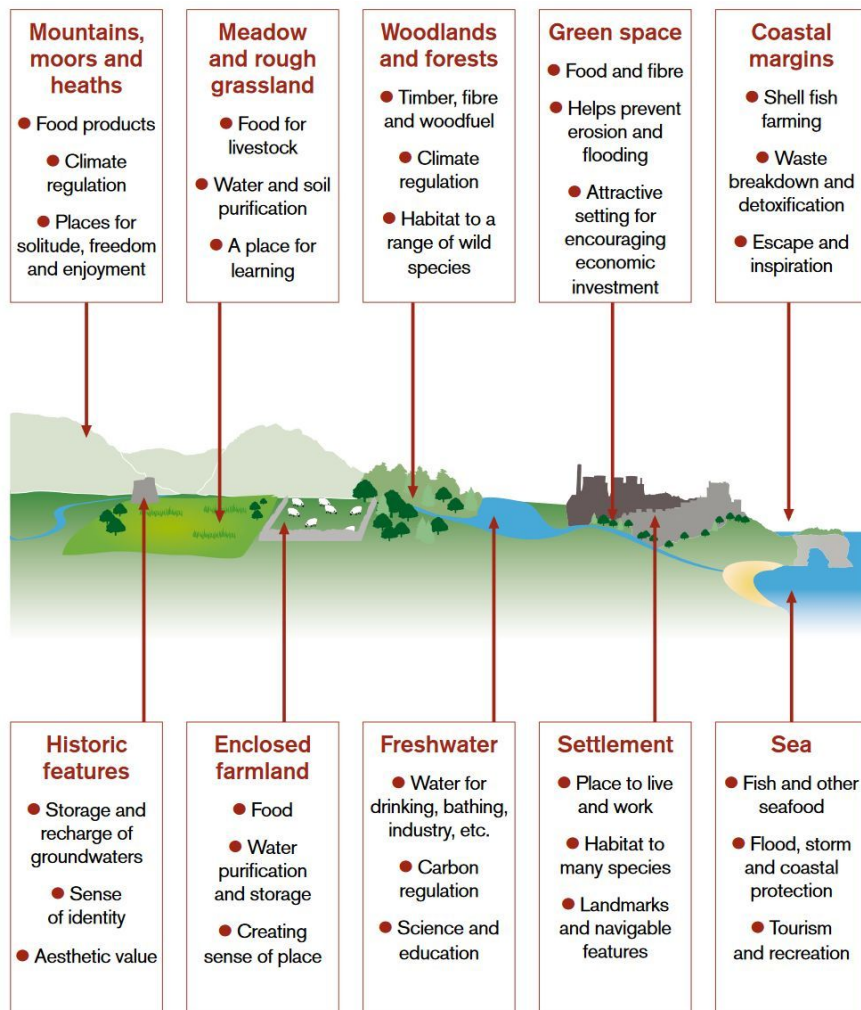 Mountains,
moors and
heaths
● Food products
● Climate
regulation
● Places for
solitude, freedom
and enjoyment
Meadow
and rough
grassland
● Food for
livestock
● Water and soil
purification
● A place for
learning
Woodlands
and forests
● Timber, fibre
and woodfuel
● Climate
regulation
● Habitat to a
range of wild
species
Green space
● Food and fibre
● Helps prevent
erosion and
flooding
● Attractive
setting for
encouraging
economic
investment
Coastal
margins
● Shell fish
farming
● Waste
breakdown and
detoxification
● Escape and
inspiration
Historic
features
● Storage and
recharge of
groundwaters
● Sense
of identity
● Aesthetic value
Enclosed
farmland
● Food
● Water
purification
and storage
● Creating
sense of place
Freshwater
● Water for
drinking, bathing,
industry, etc.
● Carbon
regulation
● Science and
education
Settlement
● Place to live
and work
● Habitat to
many species
● Landmarks
and navigable
features
Sea
● Fish and other
seafood
● Flood, storm
and coastal
protection
● Tourism
and recreation